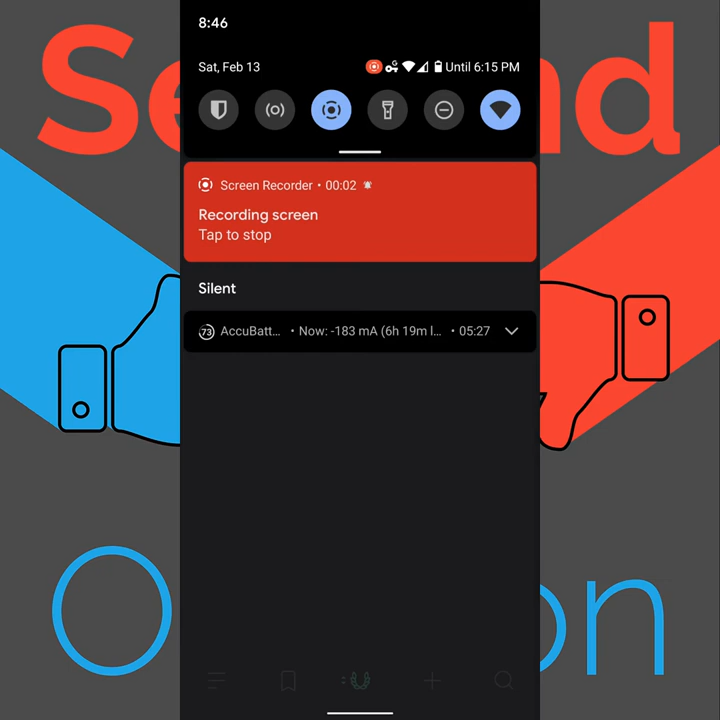 8:46
Sat, Feb 13
Until 6:15 PM
Screen Recorder • 00:02
Recording screen
Tap to stop
Silent
73 AccuBatt... • Now: -183 mA (6h 19m l... • 05:27